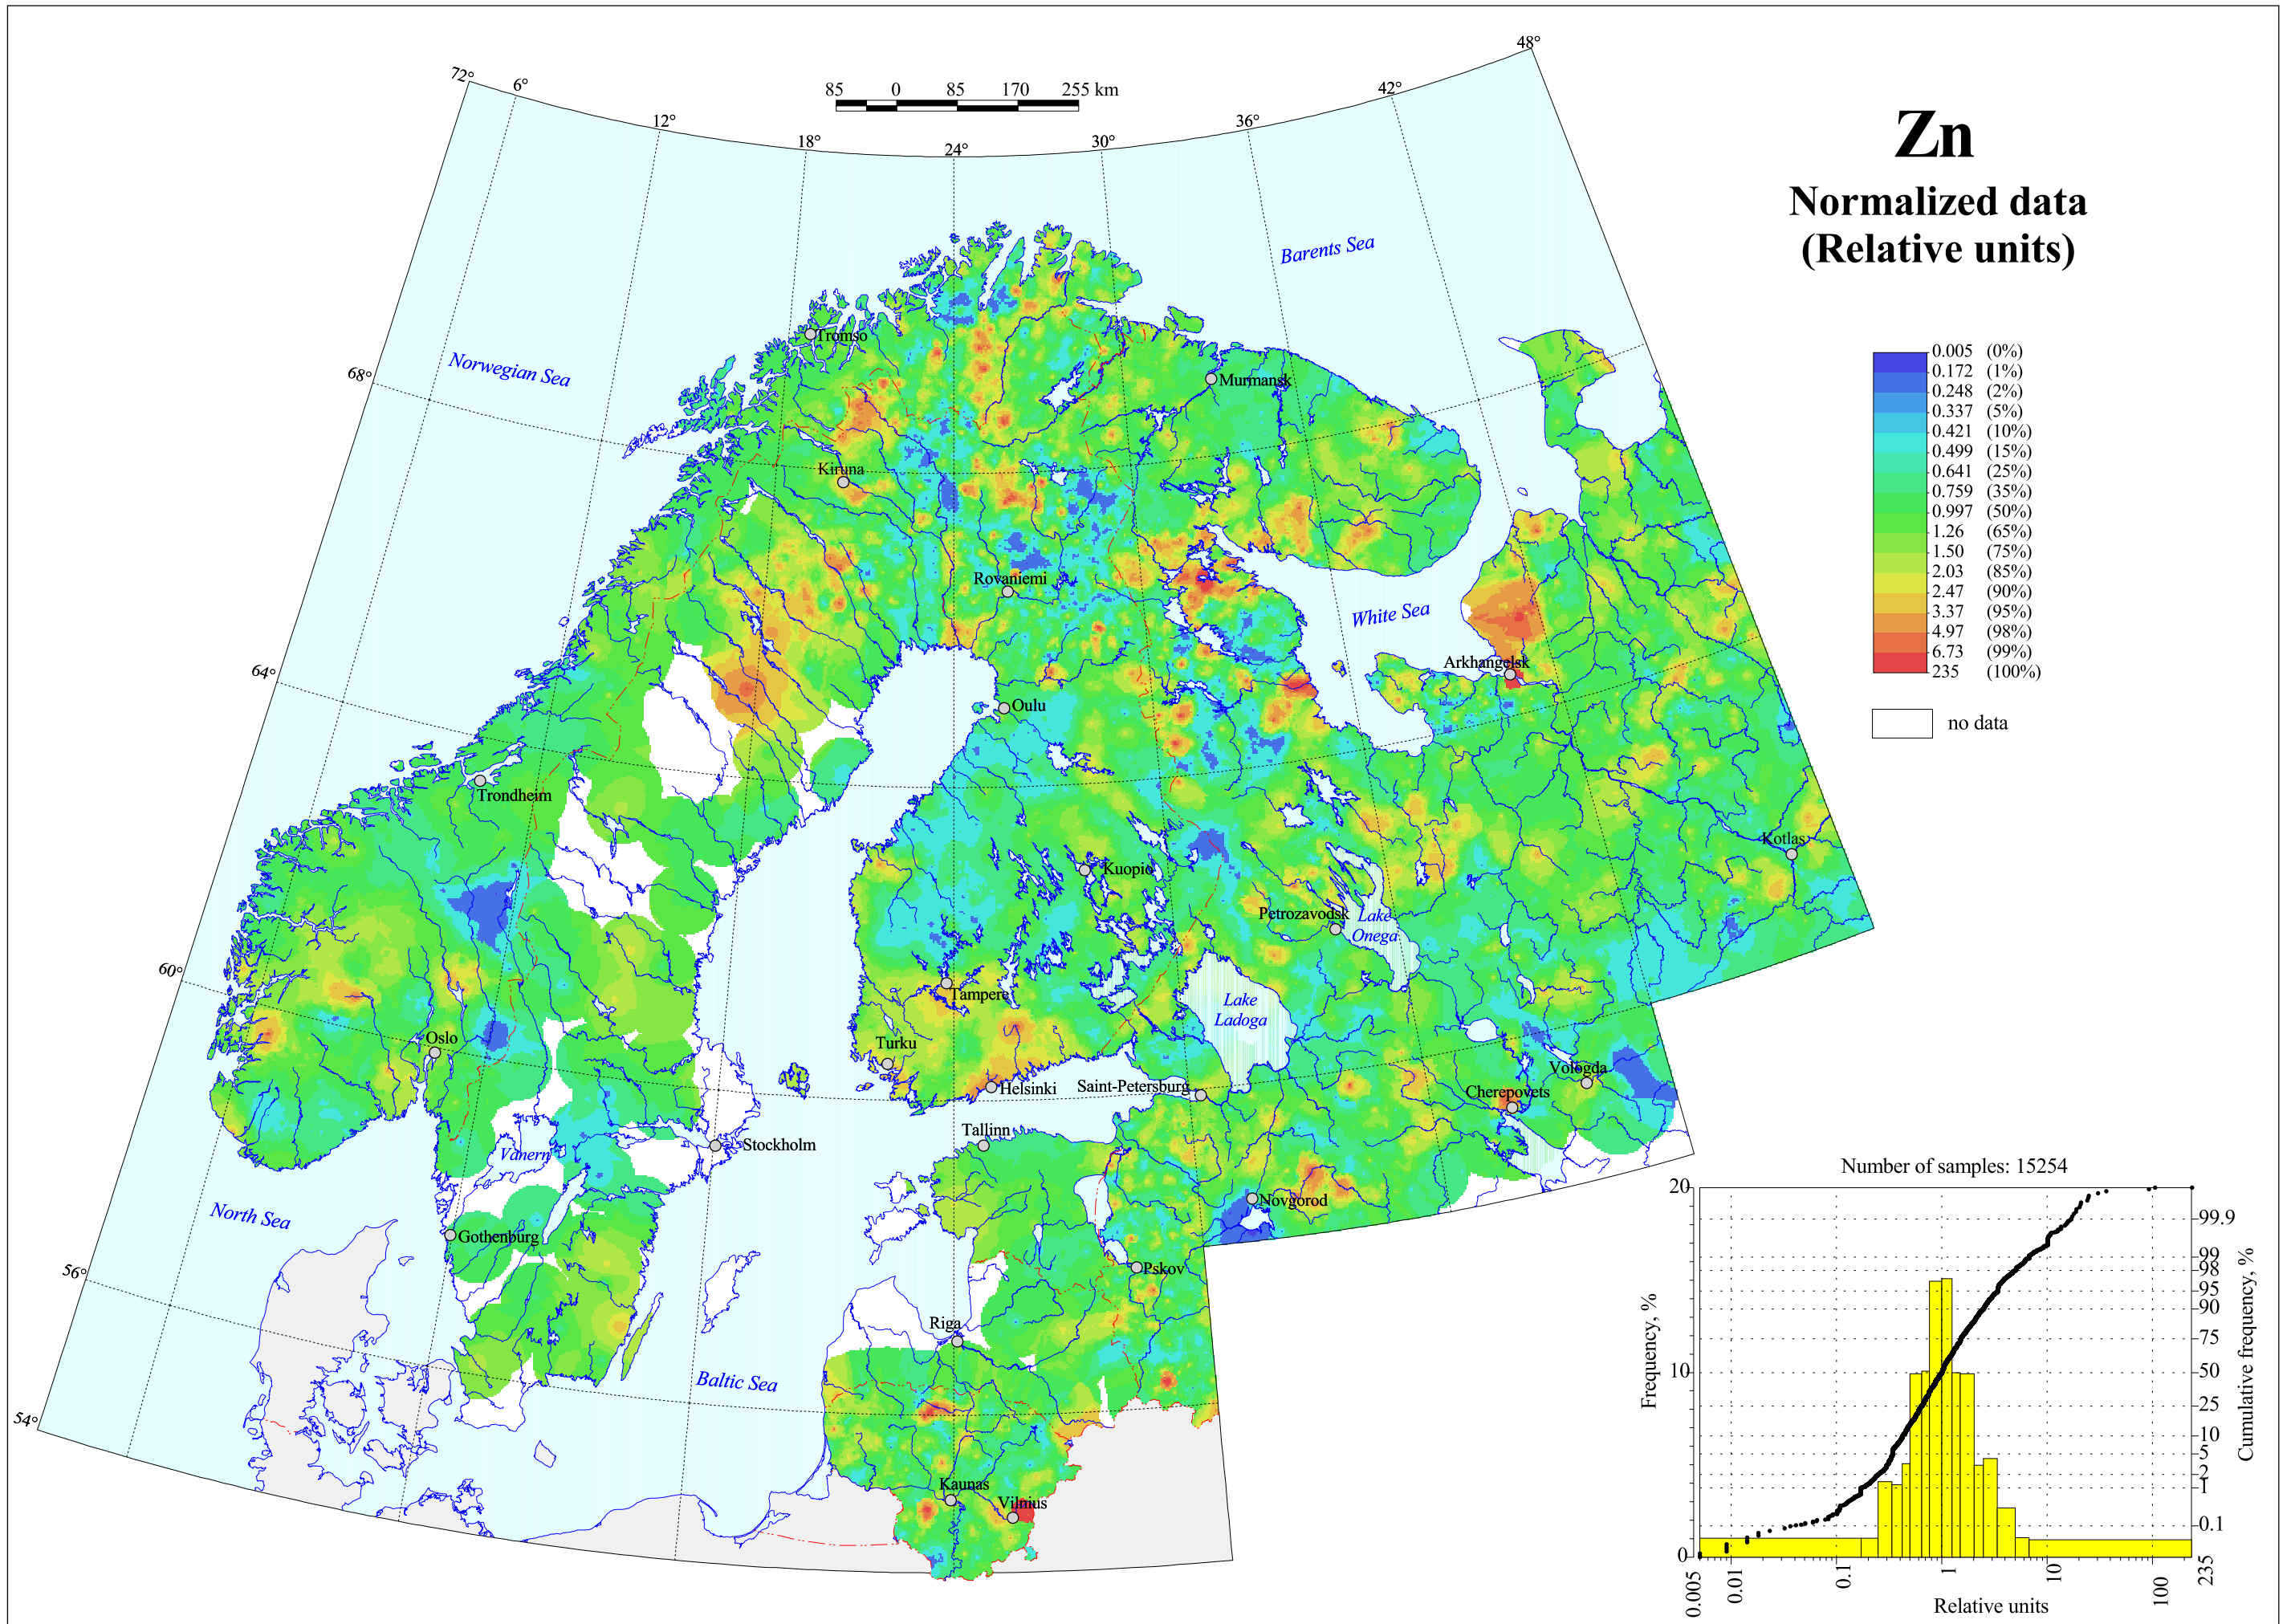 Zn
Normalized data
(Relative units)
85 0 85 170 255 km
72° 6° 12° 18° 24° 30° 36° 42° 48°
68°
64°
60°
56°
54°
Barents Sea
Norwegian Sea
Tromso
Murmansk
Kiruna
Rovaniemi
White Sea
Arkhangelsk
Oulu
Trondheim
Kotlas
Kuopio
Petrozavodsk
Lake
Onega
Tampere
Lake
Ladoga
Oslo
Turku
Helsinki
Saint-Petersburg
Vologda
Cherepovets
Tallinn
Stockholm
Vanern
Novgorod
North Sea
Gothenburg
Pskov
Riga
Baltic Sea
Kaunas
Vilnius
0.005 (0%)
0.172 (1%)
0.248 (2%)
0.337 (5%)
0.421 (10%)
0.499 (15%)
0.641 (25%)
0.759 (35%)
0.997 (50%)
1.26 (65%)
1.50 (75%)
2.03 (85%)
2.47 (90%)
3.37 (95%)
4.97 (98%)
6.73 (99%)
235 (100%)
no data
Number of samples: 15254
Frequency, %
20
10
0
Cumulative frequency, %
99.9
99
98
95
90
75
50
25
10
5
2
1
0.1
0.005 0.01 0.1 1 10 100 235
Relative units